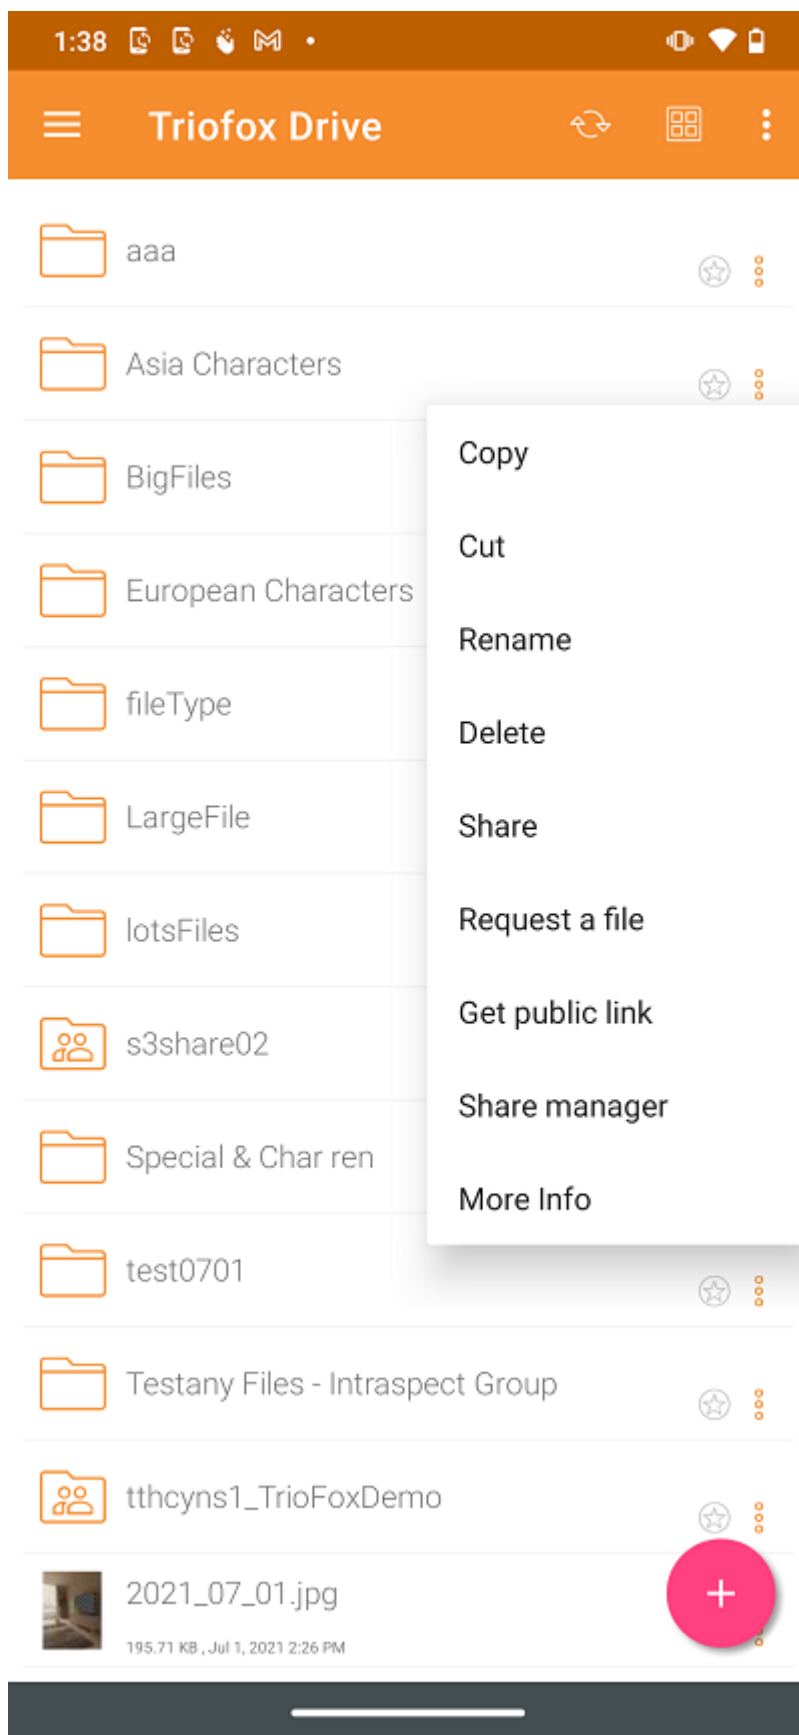 1:38
Triofox Drive
aaa
Asia Characters
BigFiles
European Characters
fileType
LargeFile
lotsFiles
s3share02
Special & Char ren
test0701
Testany Files - Intraspect Group
tthcyns1_TrioFoxDemo
2021_07_01.jpg
195.71 KB , Jul 1, 2021 2:26 PM
Copy
Cut
Rename
Delete
Share
Request a file
Get public link
Share manager
More Info